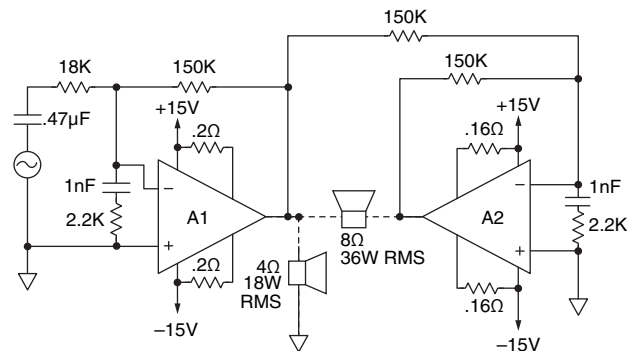 150K
18K
150K
150K
+15V
.2Ω
+15V
.16Ω
.47μF
1nF
2.2K
−
A1
+
−
A2
+
1nF
2.2K
8Ω
36W RMS
.2Ω
4Ω
18W
RMS
.16Ω
−15V
−15V